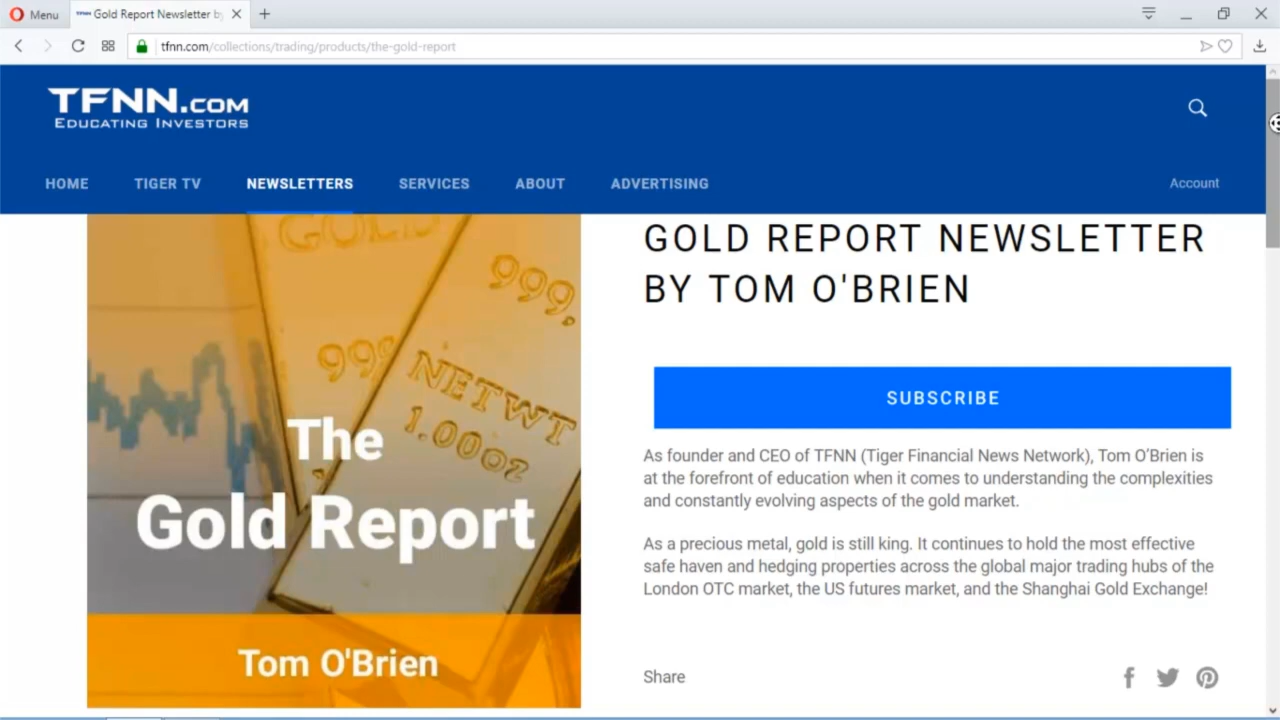 Menu
Gold Report Newsletter b
tfnn.com/collections/trading/products/the-gold-report
TFNN.COM
EDUCATING INVESTORS
HOME TIGER TV NEWSLETTERS SERVICES ABOUT ADVERTISING
Account
GOLD
999,
999
NETWT
1.00OZ
The
Gold Report
Tom O'Brien
GOLD REPORT NEWSLETTER
BY TOM O'BRIEN
SUBSCRIBE
As founder and CEO of TFNN (Tiger Financial News Network), Tom O'Brien is
at the forefront of education when it comes to understanding the complexities
and constantly evolving aspects of the gold market.
As a precious metal, gold is still king. It continues to hold the most effective
safe haven and hedging properties across the global major trading hubs of the
London OTC market, the US futures market, and the Shanghai Gold Exchange!
Share